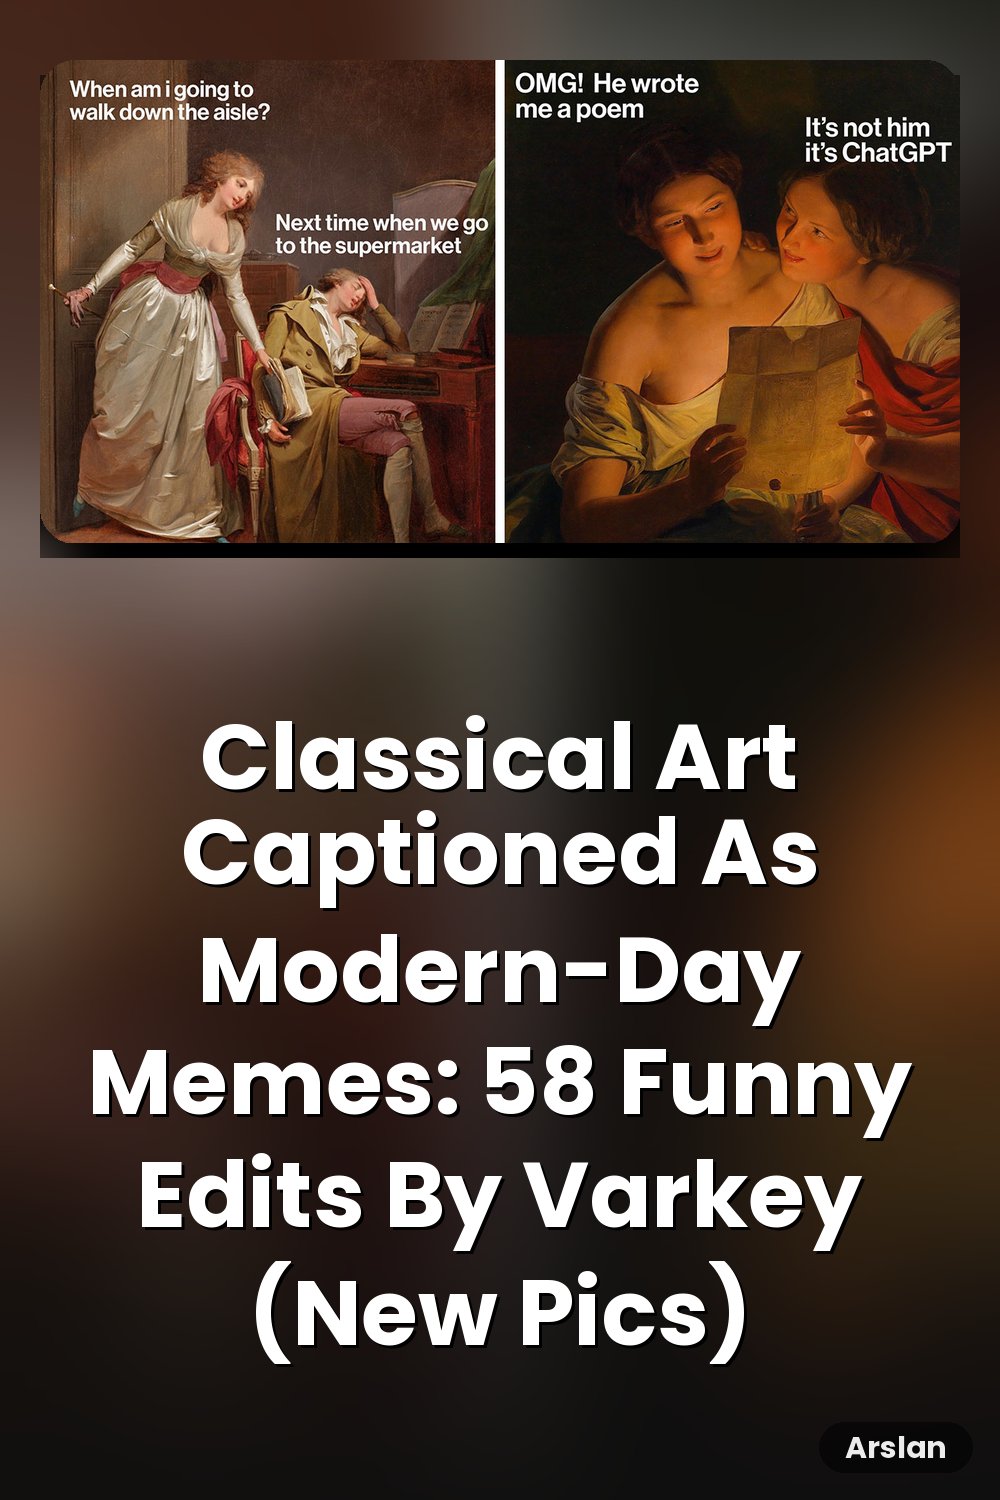 When am i going to
walk down the aisle?
Next time when we go
to the supermarket
OMG! He wrote
me a poem
It's not him
it's ChatGPT
Classical Art
Captioned As
Modern-Day
Memes: 58 Funny
Edits By Varkey
(New Pics)
Arslan